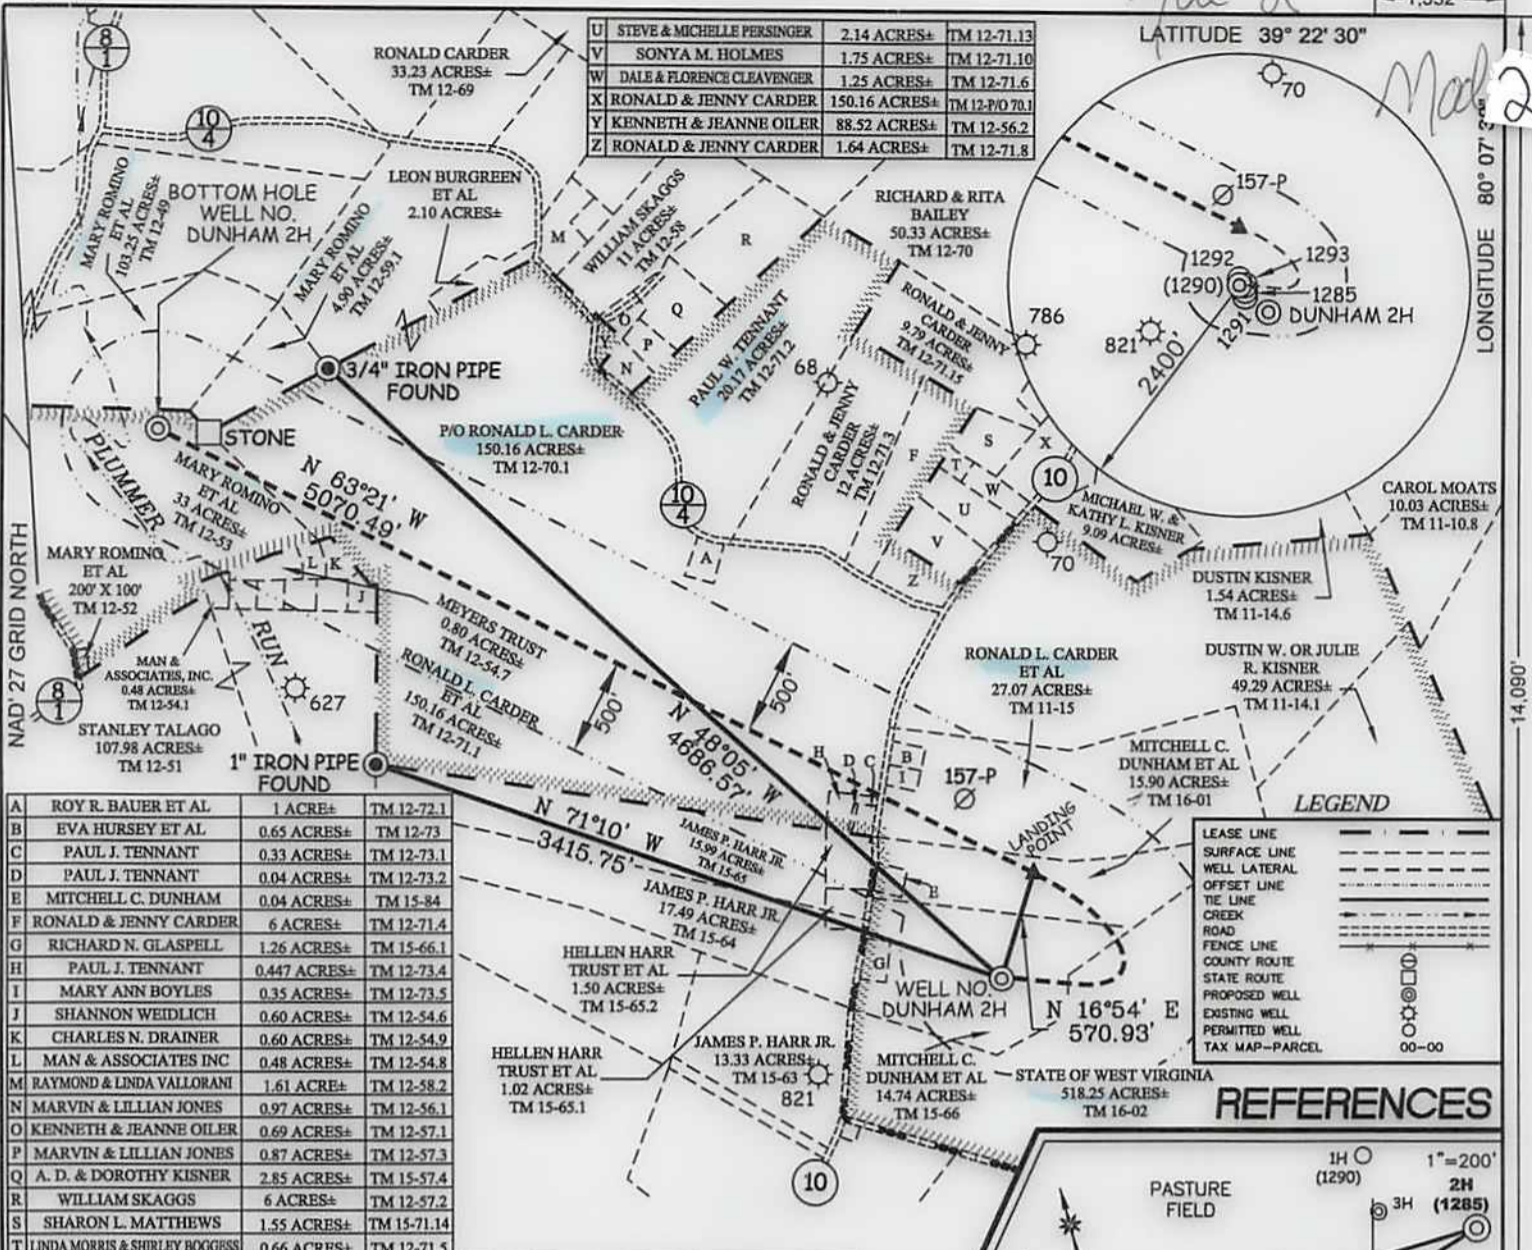 1,332
LATITUDE 39° 22' 30"
LONGITUDE 80° 07' 30"
14,090'
NAD' 27 GRID NORTH
U STEVE & MICHELLE PERSINGER 2.14 ACRES± TM 12-71.13
V SONYA M. HOLMES 1.75 ACRES± TM 12-71.10
W DALE & FLORENCE CLEAVENGER 1.25 ACRES± TM 12-71.6
X RONALD & JENNY CARDER 150.16 ACRES± TM 12-P/O 70.1
Y KENNETH & JEANNE OILER 88.52 ACRES± TM 12-56.2
Z RONALD & JENNY CARDER 1.64 ACRES± TM 12-71.8
8
1
10
4
RONALD CARDER
33.23 ACRES±
TM 12-69
MARY ROMINO
ET AL
103.25 ACRES±
TM 12-49
BOTTOM HOLE
WELL NO.
DUNHAM 2H
MARY ROMINO
ET AL
4.90 ACRES±
TM 12-59.1
LEON BURGREEN
ET AL
2.10 ACRES±
M
WILLIAM SKAGGS
11 ACRES±
TM 12-58
R
O
Q
P
Y
N
RICHARD & RITA
BAILEY
50.33 ACRES±
TM 12-70
PAUL W. TENNANT
20.17 ACRES±
TM 12-71.2
RONALD & JENNY
CARDER
9.79 ACRES±
TM 12-71.15
68
786
RONALD & JENNY
CARDER
12 ACRES±
TM 12-71.3
70
157-P
1292
(1290)
1293
1285
1291
DUNHAM 2H
821
2400'
3/4" IRON PIPE
FOUND
STONE
PLUMMER
RUN
P/O RONALD L. CARDER
150.16 ACRES±
TM 12-70.1
N 63°21' W
5070.49'
MARY ROMINO
ET AL
33 ACRES±
TM 12-53
MARY ROMINO
ET AL
200' X 100'
TM 12-52
L K
J
10
4
A
F
S
X
T
W
U
V
Z
10
MICHAEL W. &
KATHY L. KISNER
9.09 ACRES±
70
CAROL MOATS
10.03 ACRES±
TM 11-10.8
DUSTIN KISNER
1.54 ACRES±
TM 11-14.6
MEYERS TRUST
0.80 ACRES±
TM 12-54.7
MAN &
ASSOCIATES, INC.
0.48 ACRES±
TM 12-54.1
8
1
627
STANLEY TALAGO
107.98 ACRES±
TM 12-51
RONALD L. CARDER
ET AL
150.16 ACRES±
TM 12-71.1
500'
500'
RONALD L. CARDER
ET AL
27.07 ACRES±
TM 11-15
DUSTIN W. OR JULIE
R. KISNER
49.29 ACRES±
TM 11-14.1
1" IRON PIPE
FOUND
N 48°05' W
4686.57'
H D C
B
I
157-P
MITCHELL C.
DUNHAM ET AL
15.90 ACRES±
TM 16-01
LANDING
POINT
N 71°10' W
3415.75'
JAMES P. HARR JR.
15.99 ACRES±
TM 15-65
JAMES P. HARR JR.
17.49 ACRES±
TM 15-64
E
G
HELLEN HARR
TRUST ET AL
1.50 ACRES±
TM 15-65.2
WELL NO.
DUNHAM 2H
N 16°54' E
570.93'
HELLEN HARR
TRUST ET AL
1.02 ACRES±
TM 15-65.1
JAMES P. HARR JR.
13.33 ACRES±
TM 15-63
821
MITCHELL C.
DUNHAM ET AL
14.74 ACRES±
TM 15-66
STATE OF WEST VIRGINIA
518.25 ACRES±
TM 16-02
10
LEGEND
LEASE LINE
SURFACE LINE
WELL LATERAL
OFFSET LINE
TIE LINE
CREEK
ROAD
FENCE LINE
COUNTY ROUTE
STATE ROUTE
PROPOSED WELL
EXISTING WELL
PERMITTED WELL
TAX MAP-PARCEL 00-00
REFERENCES
PASTURE
FIELD
1H
(1290)
1"=200'
2H
(1285)
3H
A ROY R. BAUER ET AL 1 ACRE± TM 12-72.1
B EVA HURSEY ET AL 0.65 ACRES± TM 12-73
C PAUL J. TENNANT 0.33 ACRES± TM 12-73.1
D PAUL J. TENNANT 0.04 ACRES± TM 12-73.2
E MITCHELL C. DUNHAM 0.04 ACRES± TM 15-84
F RONALD & JENNY CARDER 6 ACRES± TM 12-71.4
G RICHARD N. GLASPELL 1.26 ACRES± TM 15-66.1
H PAUL J. TENNANT 0.447 ACRES± TM 12-73.4
I MARY ANN BOYLES 0.35 ACRES± TM 12-73.5
J SHANNON WEIDLICH 0.60 ACRES± TM 12-54.6
K CHARLES N. DRAINER 0.60 ACRES± TM 12-54.9
L MAN & ASSOCIATES INC 0.48 ACRES± TM 12-54.8
M RAYMOND & LINDA VALLORANI 1.61 ACRE± TM 12-58.2
N MARVIN & LILLIAN JONES 0.97 ACRES± TM 12-56.1
O KENNETH & JEANNE OILER 0.69 ACRES± TM 12-57.1
P MARVIN & LILLIAN JONES 0.87 ACRES± TM 12-57.3
Q A. D. & DOROTHY KISNER 2.85 ACRES± TM 15-57.4
R WILLIAM SKAGGS 6 ACRES± TM 12-57.2
S SHARON L. MATTHEWS 1.55 ACRES± TM 15-71.14
T LINDA MORRIS & SHIRLEY BOGGESS 0.66 ACRES± TM 12-71.5